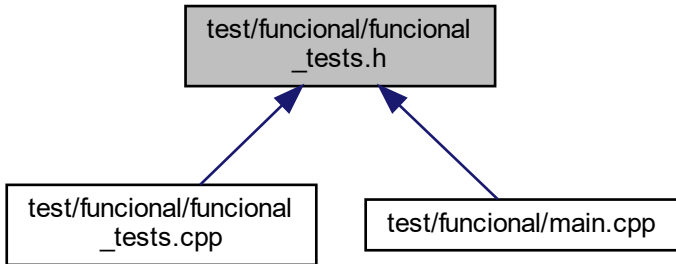 test/funcional/funcional
_tests.h
test/funcional/funcional
_tests.cpp
test/funcional/main.cpp